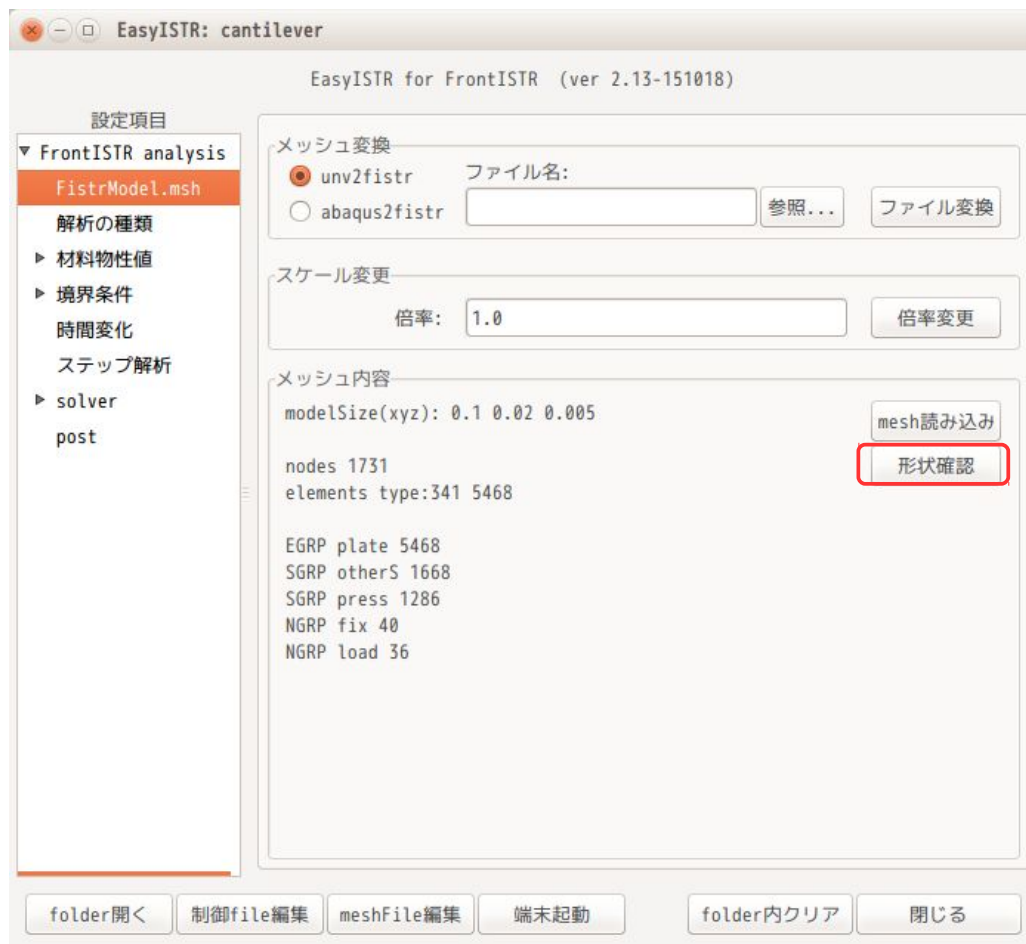 EasyISTR: cantilever
EasyISTR for FrontISTR (ver 2.13-151018)
設定項目
FrontISTR analysis
FistrModel.msh
解析の種類
材料物性値
境界条件
時間変化
ステップ解析
solver
post
メッシュ変換
unv2fistr
ファイル名:
abaqus2fistr
参照...
ファイル変換
スケール変更
倍率:
1.0
倍率変更
メッシュ内容
modelSize(xyz): 0.1 0.02 0.005
mesh読み込み
形状確認
nodes 1731
elements type:341 5468
EGRP plate 5468
SGRP otherS 1668
SGRP press 1286
NGRP fix 40
NGRP load 36
folder開く
制御file編集
meshFile編集
端末起動
folder内クリア
閉じる